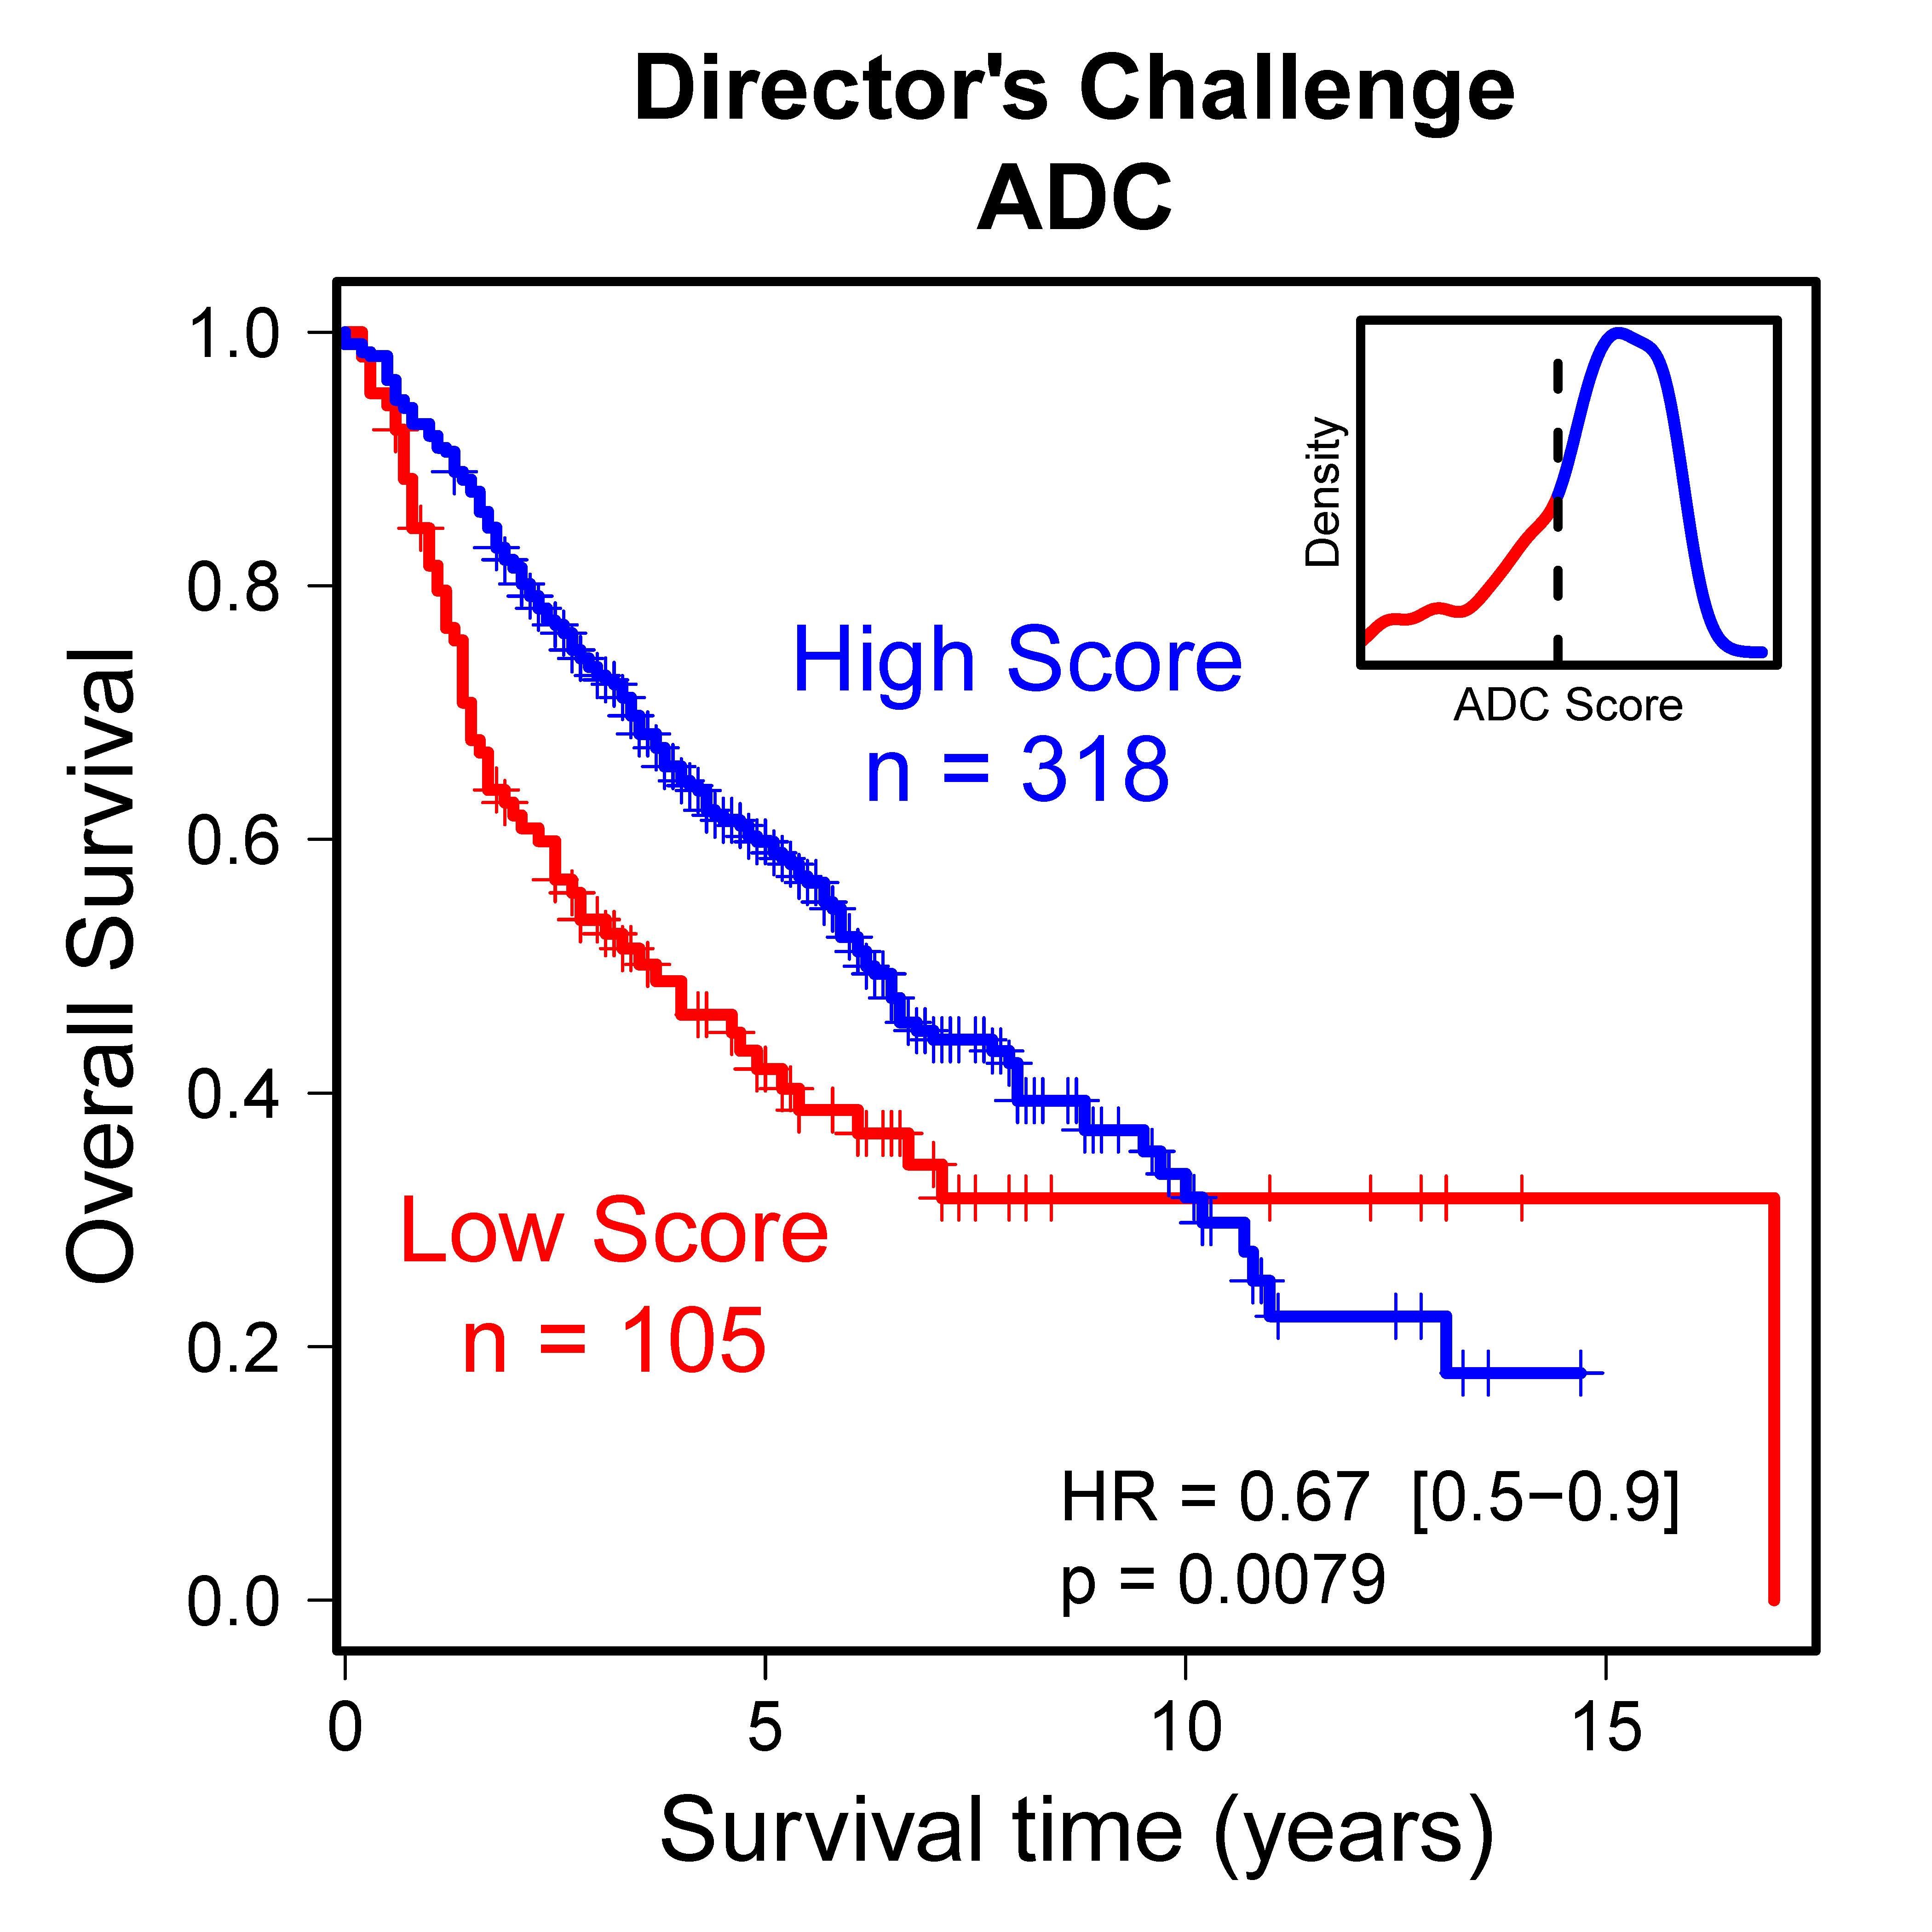 Director's Challenge
ADC
Overall Survival
1.0
0.8
0.6
0.4
0.2
0.0
Density
ADC Score
High Score
n = 318
Low Score
n = 105
HR = 0.67 [0.5−0.9]
p = 0.0079
0 5 10 15
Survival time (years)